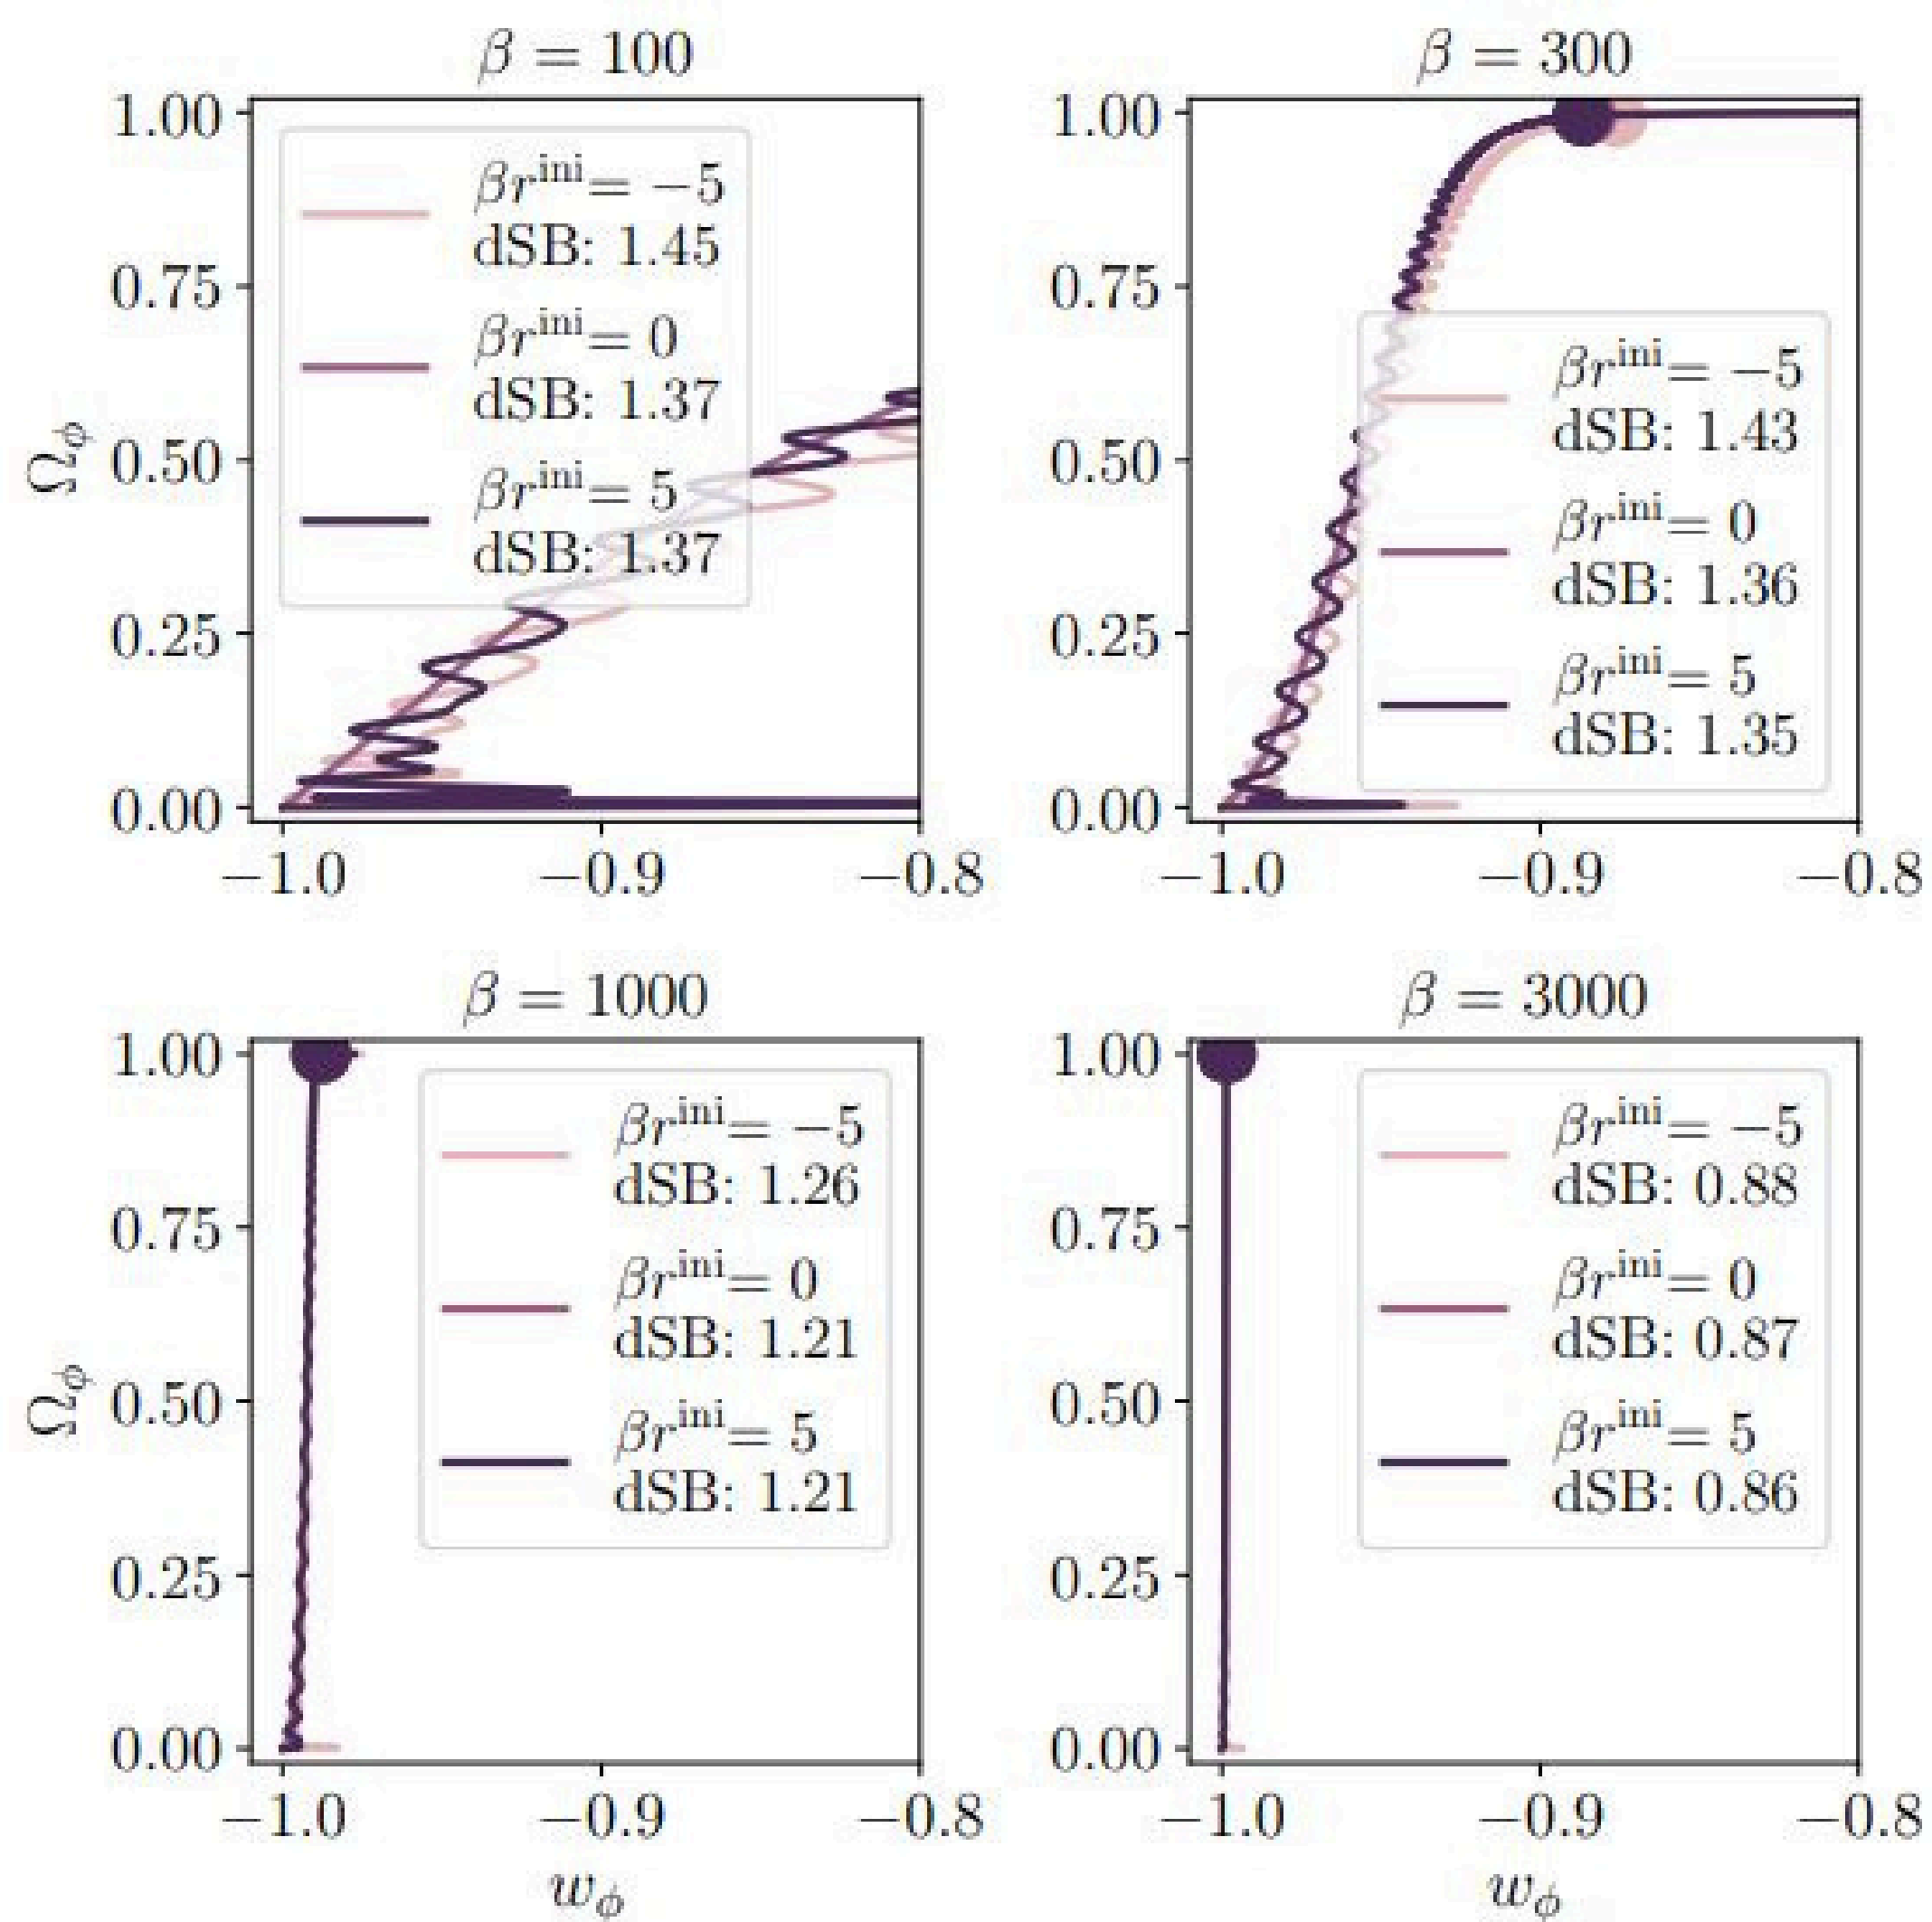 β = 100
1.00
0.75
0.50
0.25
0.00
Ω_ϕ
βr^ini = −5
dSB: 1.45
βr^ini = 0
dSB: 1.37
βr^ini = 5
dSB: 1.37
−1.0 −0.9 −0.8
β = 300
1.00
0.75
0.50
0.25
0.00
βr^ini = −5
dSB: 1.43
βr^ini = 0
dSB: 1.36
βr^ini = 5
dSB: 1.35
−1.0 −0.9 −0.8
β = 1000
1.00
0.75
0.50
0.25
0.00
Ω_ϕ
βr^ini = −5
dSB: 1.26
βr^ini = 0
dSB: 1.21
βr^ini = 5
dSB: 1.21
−1.0 −0.9 −0.8
w_ϕ
β = 3000
1.00
0.75
0.50
0.25
0.00
βr^ini = −5
dSB: 0.88
βr^ini = 0
dSB: 0.87
βr^ini = 5
dSB: 0.86
−1.0 −0.9 −0.8
w_ϕ